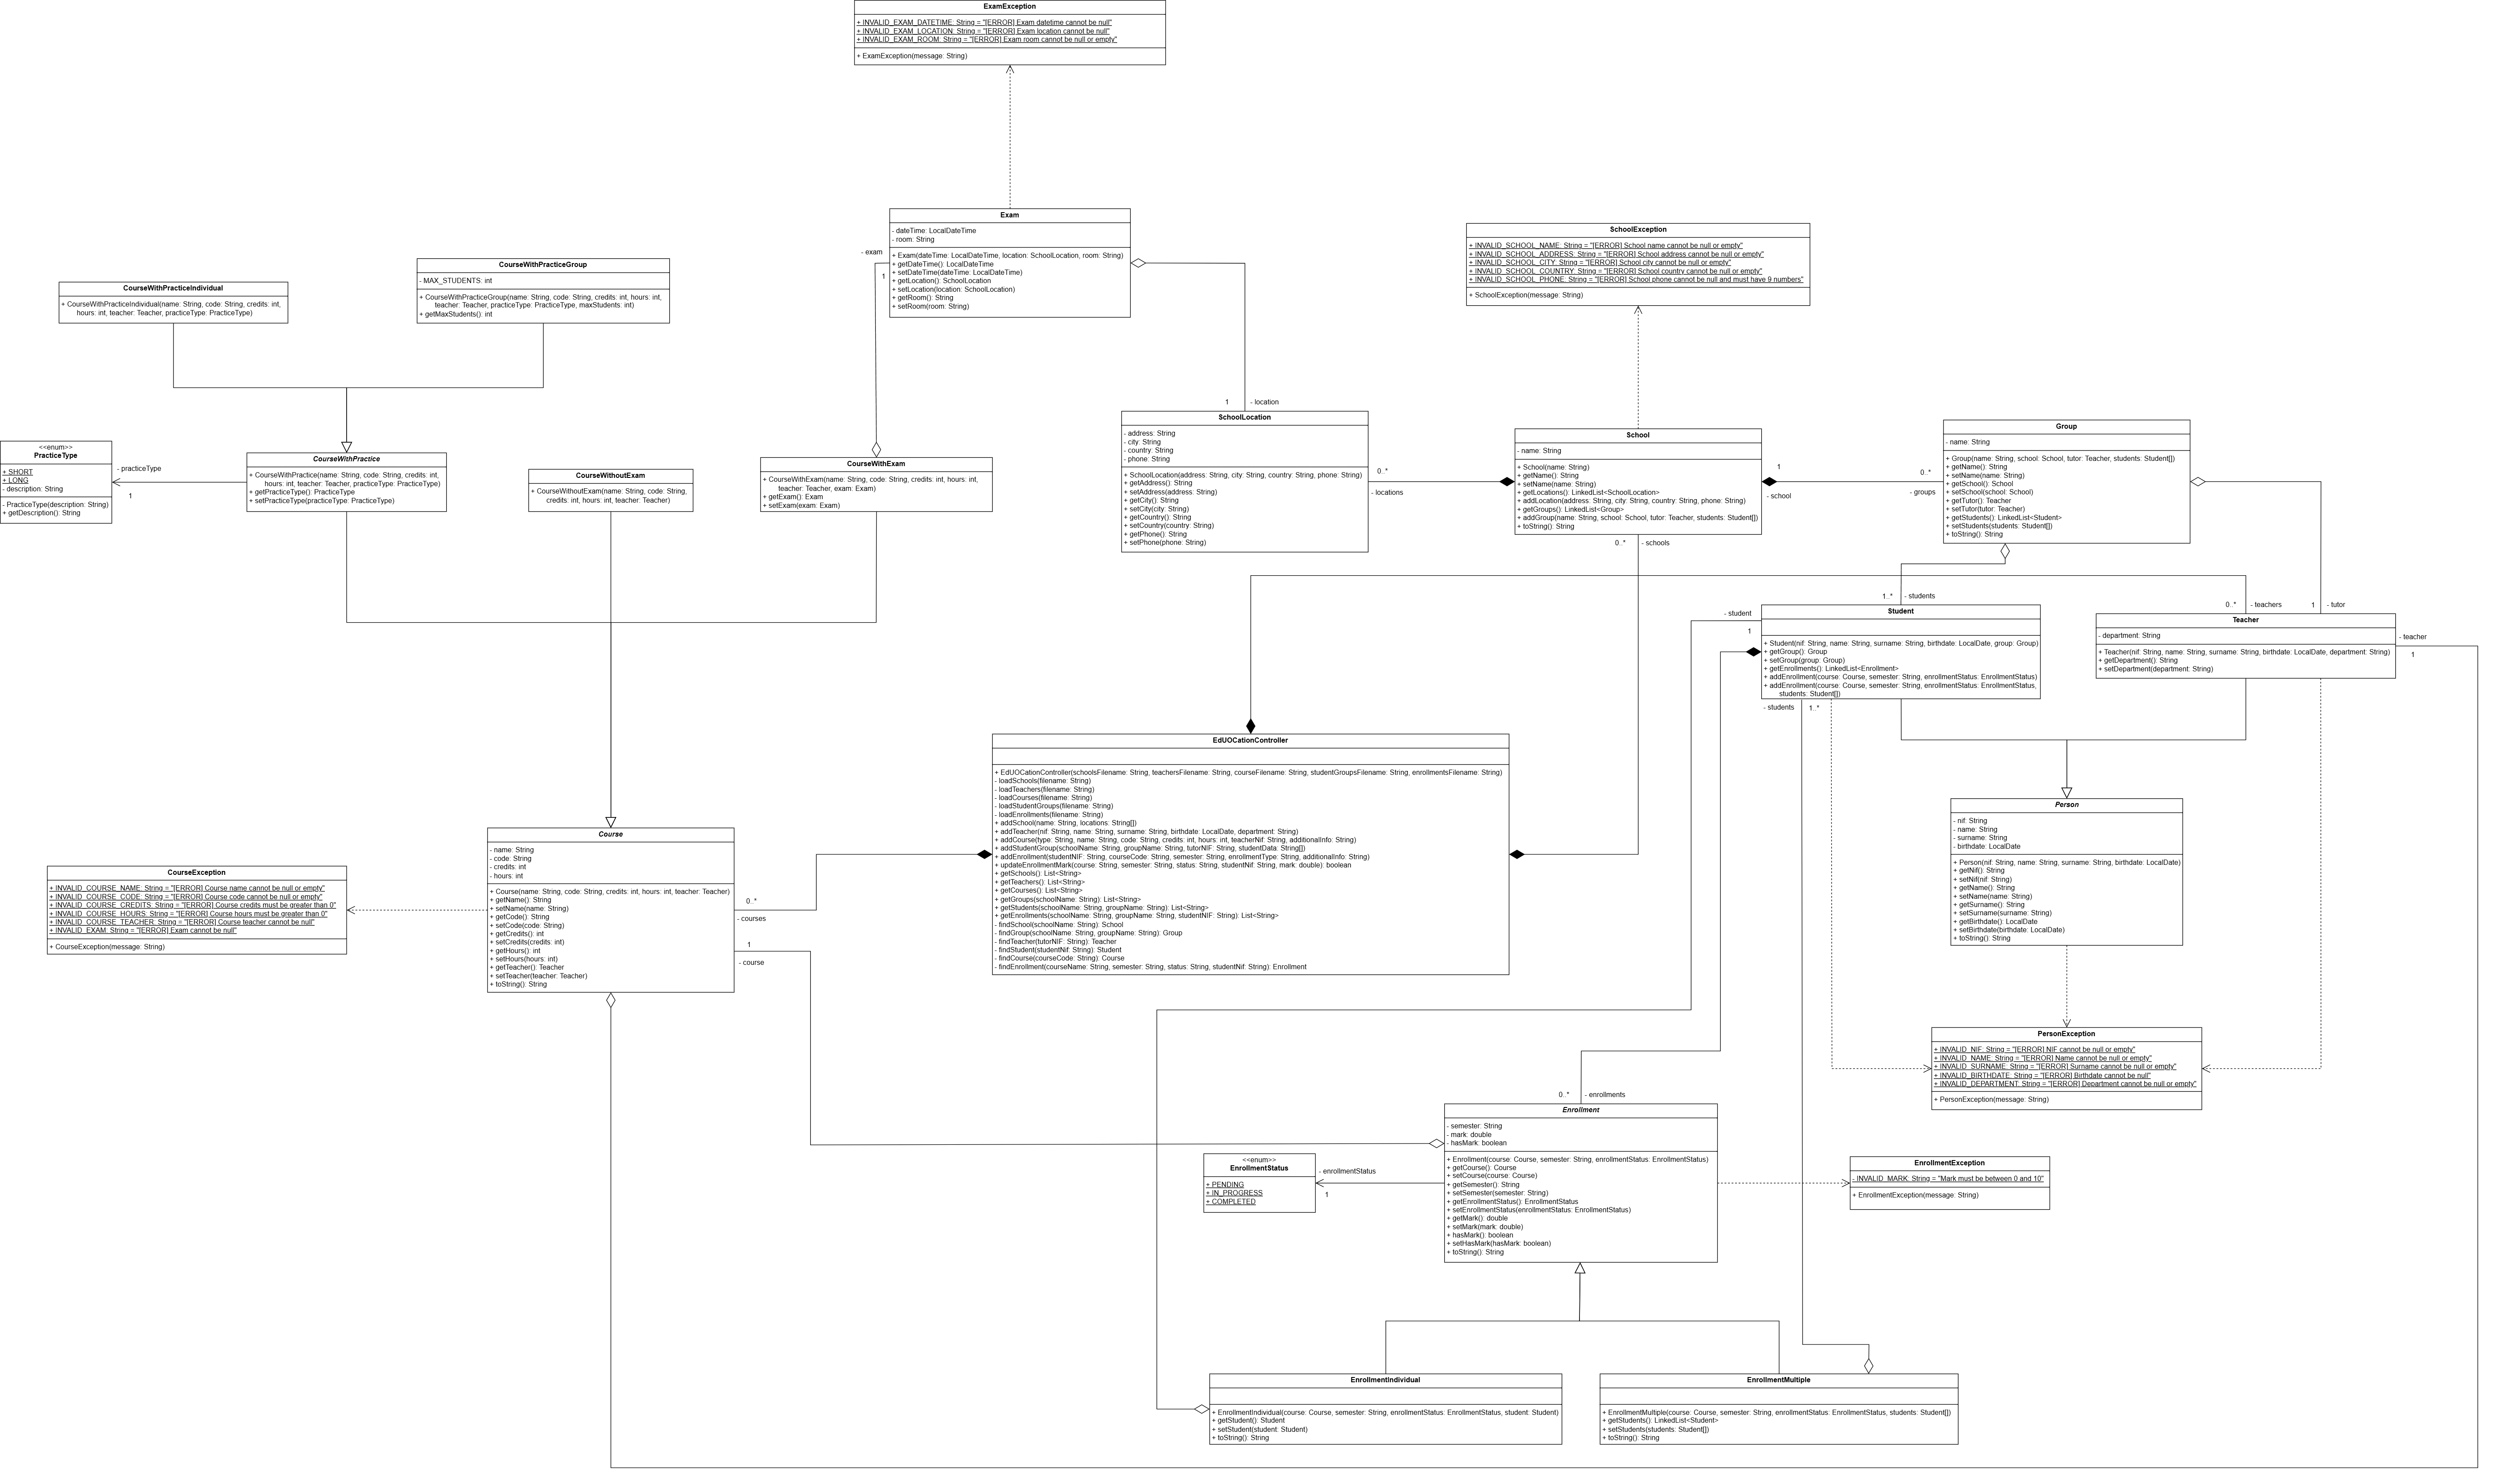 ExamException
+ INVALID_EXAM_DATETIME: String = "[ERROR] Exam datetime cannot be null"
+ INVALID_EXAM_LOCATION: String = "[ERROR] Exam location cannot be null"
+ INVALID_EXAM_ROOM: String = "[ERROR] Exam room cannot be null or empty"
+ ExamException(message: String)
Exam
- dateTime: LocalDateTime
- room: String
+ Exam(dateTime: LocalDateTime, location: SchoolLocation, room: String)
+ getDateTime(): LocalDateTime
+ setDateTime(dateTime: LocalDateTime)
+ getLocation(): SchoolLocation
+ setLocation(location: SchoolLocation)
+ getRoom(): String
+ setRoom(room: String)
- exam
1
SchoolException
+ INVALID_SCHOOL_NAME: String = "[ERROR] School name cannot be null or empty"
+ INVALID_SCHOOL_ADDRESS: String = "[ERROR] School address cannot be null or empty"
+ INVALID_SCHOOL_CITY: String = "[ERROR] School city cannot be null or empty"
+ INVALID_SCHOOL_COUNTRY: String = "[ERROR] School country cannot be null or empty"
+ INVALID_SCHOOL_PHONE: String = "[ERROR] School phone cannot be null and must have 9 numbers"
+ SchoolException(message: String)
CourseWithPracticeGroup
- MAX_STUDENTS: int
+ CourseWithPracticeGroup(name: String, code: String, credits: int, hours: int,
teacher: Teacher, practiceType: PracticeType, maxStudents: int)
+ getMaxStudents(): int
CourseWithPracticeIndividual
+ CourseWithPracticeIndividual(name: String, code: String, credits: int,
hours: int, teacher: Teacher, practiceType: PracticeType)
<<enum>>
PracticeType
+ SHORT
+ LONG
- description: String
- PracticeType(description: String)
+ getDescription(): String
- practiceType
1
CourseWithPractice
+ CourseWithPractice(name: String, code: String, credits: int,
hours: int, teacher: Teacher, practiceType: PracticeType)
+ getPracticeType(): PracticeType
+ setPracticeType(practiceType: PracticeType)
CourseWithoutExam
+ CourseWithoutExam(name: String, code: String,
credits: int, hours: int, teacher: Teacher)
CourseWithExam
+ CourseWithExam(name: String, code: String, credits: int, hours: int,
teacher: Teacher, exam: Exam)
+ getExam(): Exam
+ setExam(exam: Exam)
1
- location
SchoolLocation
- address: String
- city: String
- country: String
- phone: String
+ SchoolLocation(address: String, city: String, country: String, phone: String)
+ getAddress(): String
+ setAddress(address: String)
+ getCity(): String
+ setCity(city: String)
+ getCountry(): String
+ setCountry(country: String)
+ getPhone(): String
+ setPhone(phone: String)
0..*
- locations
School
- name: String
+ School(name: String)
+ getName(): String
+ setName(name: String)
+ getLocations(): LinkedList<SchoolLocation>
+ addLocation(address: String, city: String, country: String, phone: String)
+ getGroups(): LinkedList<Group>
+ addGroup(name: String, school: School, tutor: Teacher, students: Student[])
+ toString(): String
1
- school
0..*
- groups
0..*
- schools
Group
- name: String
+ Group(name: String, school: School, tutor: Teacher, students: Student[])
+ getName(): String
+ setName(name: String)
+ getSchool(): School
+ setSchool(school: School)
+ getTutor(): Teacher
+ setTutor(tutor: Teacher)
+ getStudents(): LinkedList<Student>
+ setStudents(students: Student[])
+ toString(): String
1..*
- students
0..*
- teachers
1
- tutor
- student
1
Student
+ Student(nif: String, name: String, surname: String, birthdate: LocalDate, group: Group)
+ getGroup(): Group
+ setGroup(group: Group)
+ getEnrollments(): LinkedList<Enrollment>
+ addEnrollment(course: Course, semester: String, enrollmentStatus: EnrollmentStatus)
+ addEnrollment(course: Course, semester: String, enrollmentStatus: EnrollmentStatus,
students: Student[])
- students
1..*
Teacher
- department: String
+ Teacher(nif: String, name: String, surname: String, birthdate: LocalDate, department: String)
+ getDepartment(): String
+ setDepartment(department: String)
- teacher
1
EdUOCationController
+ EdUOCationController(schoolsFilename: String, teachersFilename: String, courseFilename: String, studentGroupsFilename: String, enrollmentsFilename: String)
- loadSchools(filename: String)
- loadTeachers(filename: String)
- loadCourses(filename: String)
- loadStudentGroups(filename: String)
- loadEnrollments(filename: String)
+ addSchool(name: String, locations: String[])
+ addTeacher(nif: String, name: String, surname: String, birthdate: LocalDate, department: String)
+ addCourse(type: String, name: String, code: String, credits: int, hours: int, teacherNif: String, additionalInfo: String)
+ addStudentGroup(schoolName: String, groupName: String, tutorNIF: String, studentData: String[])
+ addEnrollment(studentNIF: String, courseCode: String, semester: String, enrollmentType: String, additionalInfo: String)
+ updateEnrollmentMark(course: String, semester: String, status: String, studentNif: String, mark: double): boolean
+ getSchools(): List<String>
+ getTeachers(): List<String>
+ getCourses(): List<String>
+ getGroups(schoolName: String): List<String>
+ getStudents(schoolName: String, groupName: String): List<String>
+ getEnrollments(schoolName: String, groupName: String, studentNIF: String): List<String>
- findSchool(schoolName: String): School
- findGroup(schoolName: String, groupName: String): Group
- findTeacher(tutorNIF: String): Teacher
- findStudent(studentNif: String): Student
- findCourse(courseCode: String): Course
- findEnrollment(courseName: String, semester: String, status: String, studentNif: String): Enrollment
Person
- nif: String
- name: String
- surname: String
- birthdate: LocalDate
+ Person(nif: String, name: String, surname: String, birthdate: LocalDate)
+ getNif(): String
+ setNif(nif: String)
+ getName(): String
+ setName(name: String)
+ getSurname(): String
+ setSurname(surname: String)
+ getBirthdate(): LocalDate
+ setBirthdate(birthdate: LocalDate)
+ toString(): String
Course
- name: String
- code: String
- credits: int
- hours: int
+ Course(name: String, code: String, credits: int, hours: int, teacher: Teacher)
+ getName(): String
+ setName(name: String)
+ getCode(): String
+ setCode(code: String)
+ getCredits(): int
+ setCredits(credits: int)
+ getHours(): int
+ setHours(hours: int)
+ getTeacher(): Teacher
+ setTeacher(teacher: Teacher)
+ toString(): String
0..*
- courses
1
- course
CourseException
+ INVALID_COURSE_NAME: String = "[ERROR] Course name cannot be null or empty"
+ INVALID_COURSE_CODE: String = "[ERROR] Course code cannot be null or empty"
+ INVALID_COURSE_CREDITS: String = "[ERROR] Course credits must be greater than 0"
+ INVALID_COURSE_HOURS: String = "[ERROR] Course hours must be greater than 0"
+ INVALID_COURSE_TEACHER: String = "[ERROR] Course teacher cannot be null"
+ INVALID_EXAM: String = "[ERROR] Exam cannot be null"
+ CourseException(message: String)
PersonException
+ INVALID_NIF: String = "[ERROR] NIF cannot be null or empty"
+ INVALID_NAME: String = "[ERROR] Name cannot be null or empty"
+ INVALID_SURNAME: String = "[ERROR] Surname cannot be null or empty"
+ INVALID_BIRTHDATE: String = "[ERROR] Birthdate cannot be null"
+ INVALID_DEPARTMENT: String = "[ERROR] Department cannot be null or empty"
+ PersonException(message: String)
0..*
- enrollments
Enrollment
- semester: String
- mark: double
- hasMark: boolean
+ Enrollment(course: Course, semester: String, enrollmentStatus: EnrollmentStatus)
+ getCourse(): Course
+ setCourse(course: Course)
+ getSemester(): String
+ setSemester(semester: String)
+ getEnrollmentStatus(): EnrollmentStatus
+ setEnrollmentStatus(enrollmentStatus: EnrollmentStatus)
+ getMark(): double
+ setMark(mark: double)
+ hasMark(): boolean
+ setHasMark(hasMark: boolean)
+ toString(): String
<<enum>>
EnrollmentStatus
+ PENDING
+ IN_PROGRESS
+ COMPLETED
- enrollmentStatus
1
EnrollmentException
- INVALID_MARK: String = "Mark must be between 0 and 10"
+ EnrollmentException(message: String)
EnrollmentIndividual
+ EnrollmentIndividual(course: Course, semester: String, enrollmentStatus: EnrollmentStatus, student: Student)
+ getStudent(): Student
+ setStudent(student: Student)
+ toString(): String
EnrollmentMultiple
+ EnrollmentMultiple(course: Course, semester: String, enrollmentStatus: EnrollmentStatus, students: Student[])
+ getStudents(): LinkedList<Student>
+ setStudents(students: Student[])
+ toString(): String